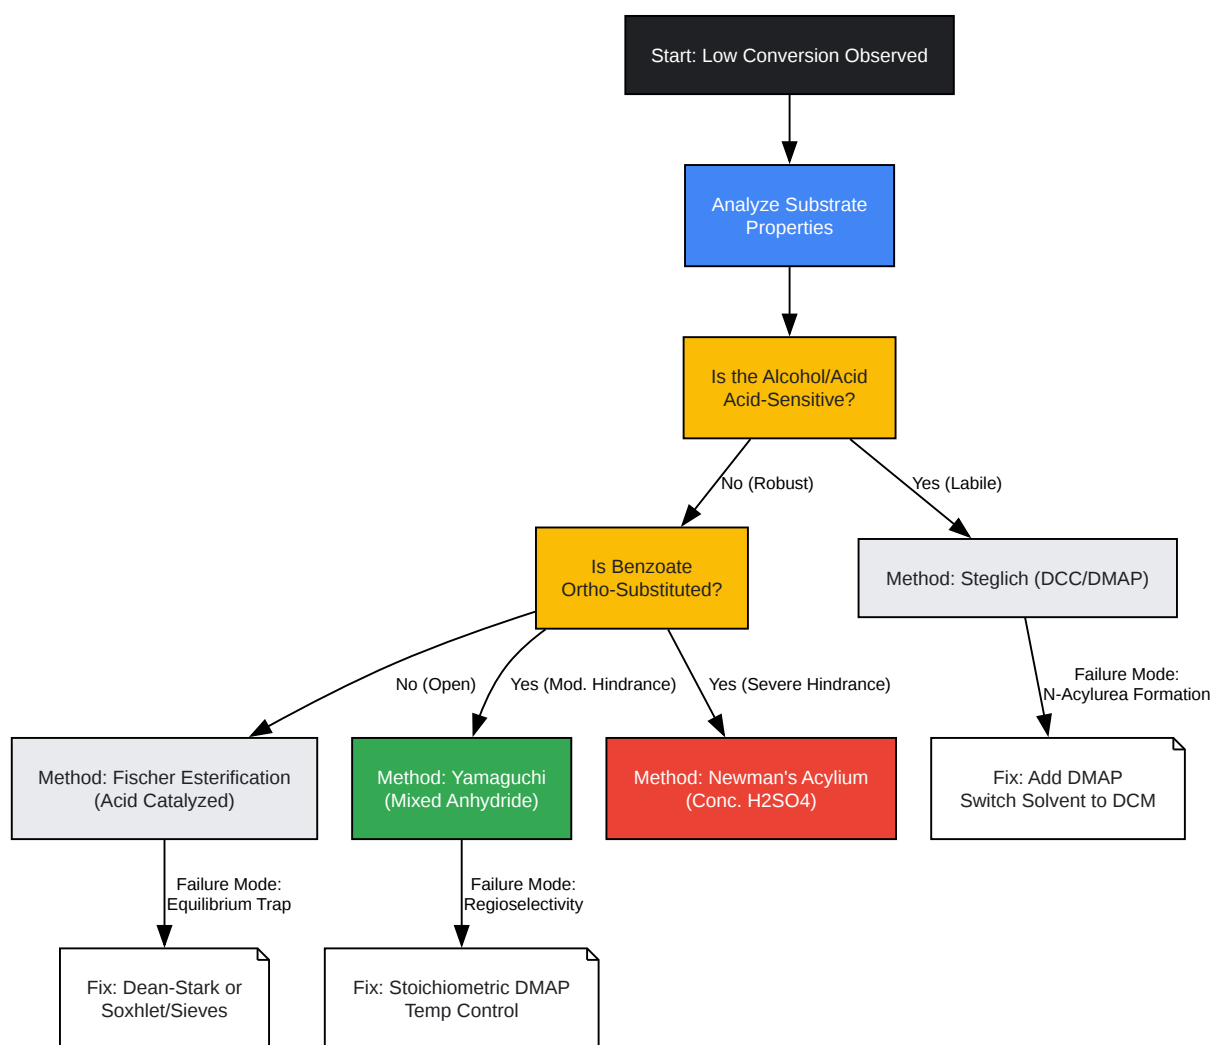 Start: Low Conversion Observed
Analyze Substrate
Properties
Is the Alcohol/Acid
Acid-Sensitive?
No (Robust)
Yes (Labile)
Is Benzoate
Ortho-Substituted?
Method: Steglich (DCC/DMAP)
No (Open)
Yes (Mod. Hindrance)
Yes (Severe Hindrance)
Failure Mode:
N-Acylurea Formation
Method: Fischer Esterification
(Acid Catalyzed)
Method: Yamaguchi
(Mixed Anhydride)
Method: Newman's Acylium
(Conc. H2SO4)
Fix: Add DMAP
Switch Solvent to DCM
Failure Mode:
Equilibrium Trap
Failure Mode:
Regioselectivity
Fix: Dean-Stark or
Soxhlet/Sieves
Fix: Stoichiometric DMAP
Temp Control